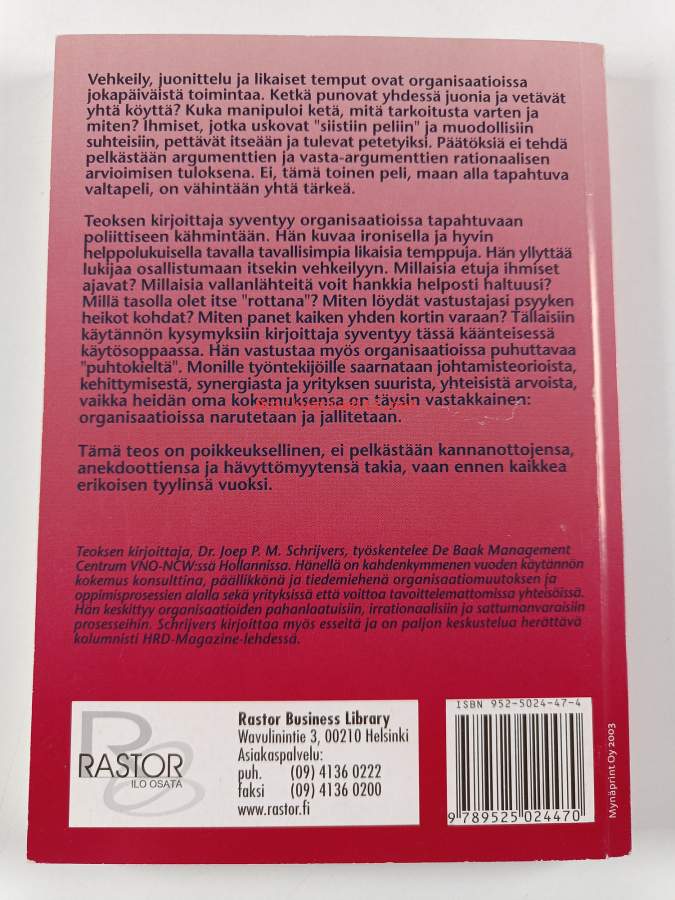 Vehkeily, juonittelu ja likaiset temput ovat organisaatioissa
jokapäiväistä toimintaa. Ketkä punovat yhdessä juonia ja vetävät
yhtä köyttä? Kuka manipuloi ketä, mitä tarkoitusta varten ja
miten? Ihmiset, jotka uskovat "siistiin peliin" ja muodollisiin
suhteisiin, pettävät itseään ja tulevat petetyiksi. Päätöksiä ei tehdä
pelkästään argumenttien ja vasta-argumenttien rationaalisen
arvioimisen tuloksena. Ei, tämä toinen peli, maan alla tapahtuva
valtapeli, on vähintään yhtä tärkeä.
Teoksen kirjoittaja syventyy organisaatioissa tapahtuvaan
poliittiseen kähmintään. Hän kuvaa ironisella ja hyvin
helppolukuisella tavalla tavallisimpia likaisia temppuja. Hän yllyttää
lukijaa osallistumaan itsekin vehkeilyyn. Millaisia etuja ihmiset
ajavat? Millaisia vallanlähteitä voit hankkia helposti haltuusi?
Millä tasolla olet itse "rottana"? Miten löydät vastustajasi psyyken
heikot kohdat? Miten panet kaiken yhden kortin varaan? Tällaisiin
käytännön kysymyksiin kirjoittaja syventyy tässä käänteisessä
käytösoppaassa. Hän vastustaa myös organisaatioissa puhuttavaa
"puhtokieltä". Monille työntekijöille saarnataan johtamisteorioista,
kehittymisestä, synergiasta ja yrityksen suurista, yhteisistä arvoista,
vaikka heidän oma kokemuksensa on täysin vastakkainen:
organisaatioissa narutetaan ja jallitetaan.
Tämä teos on poikkeuksellinen, ei pelkästään kannanottojensa,
anekdoottiensa ja hävyttömyytensä takia, vaan ennen kaikkea
erikoisen tyylinsä vuoksi.
Teoksen kirjoittaja, Dr. Joep P. M. Schrijvers, työskentelee De Baak Management
Centrum VNO-NCW:ssä Hollannissa. Hänellä on kahdenkymmenen vuoden käytännön
kokemus konsulttina, päällikkönä ja tiedemiehenä organisaatiomuutoksen ja
oppimisprosessien alalla sekä yrityksissä että voittoa tavoittelemattomissa yhteisöissä.
Hän keskittyy organisaatioiden pahanlaatuisiin, irrationaalisiin ja sattumanvaraisiin
prosesseihin. Schrijvers kirjoittaa myös esseitä ja on paljon keskustelua herättävä
kolumnisti HRD-Magazine-lehdessä.
RASTOR
ILO OSATA
Rastor Business Library
Wavulinintie 3, 00210 Helsinki
Asiakaspalvelu:
puh. (09) 4136 0222
faksi (09) 4136 0200
www.rastor.fi
ISBN 952-5024-47-4
9 789525 024470
Mynäprint Oy 2003